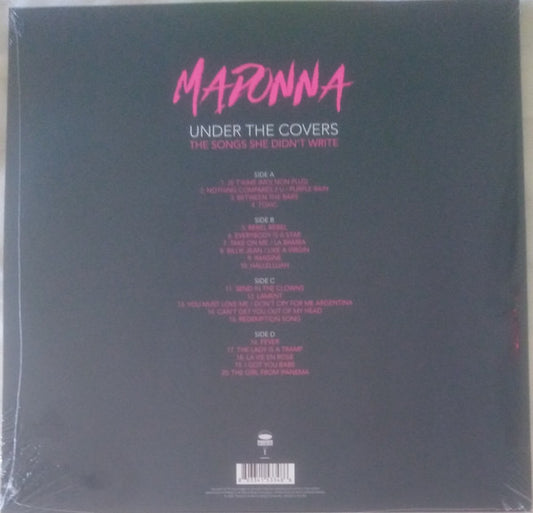 MADONNA
UNDER THE COVERS
THE SONGS SHE DIDN'T WRITE
SIDE A
1. JE T'AIME (MOI NON PLUS)
2. NOTHING COMPARES 2 U / PURPLE RAIN
3. BETWEEN THE BARS
4. TOXIC
SIDE B
5. REBEL REBEL
6. EVERYBODY IS A STAR
7. TAKE ON ME / LA BAMBA
8. BILLIE JEAN / LIKE A VIRGIN
9. IMAGINE
10. HALLELUJAH
SIDE C
11. SEND IN THE CLOWNS
12. LAMENT
13. YOU MUST LOVE ME / DON'T CRY FOR ME ARGENTINA
14. CAN'T GET YOU OUT OF MY HEAD
15. REDEMPTION SONG
SIDE D
16. FEVER
17. THE LADY IS A TRAMP
18. LA VIE EN ROSE
19. I GOT YOU BABE
20. THE GIRL FROM IPANEMA